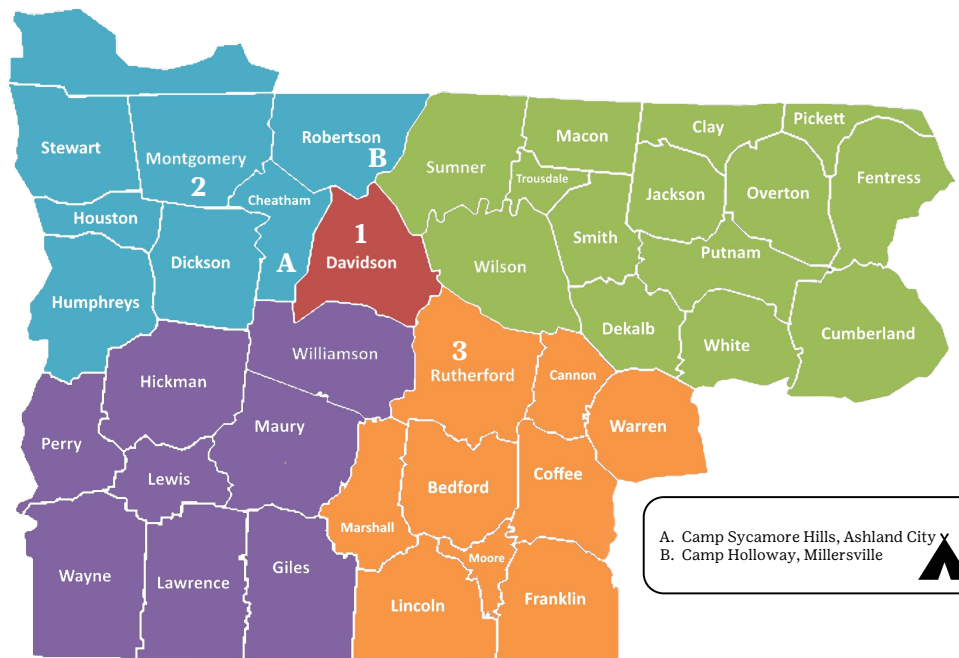 Stewart
Montgomery
2
Robertson
B
Cheatham
Houston
Dickson
A
Humphreys
1
Davidson
Sumner
Macon
Trousdale
Clay
Pickett
Jackson
Overton
Fentress
Smith
Wilson
Putnam
Dekalb
White
Cumberland
Williamson
Hickman
Maury
Perry
Lewis
Wayne
Lawrence
Giles
3
Rutherford
Cannon
Warren
Coffee
Bedford
Marshall
Moore
Lincoln
Franklin
A. Camp Sycamore Hills, Ashland City
B. Camp Holloway, Millersville